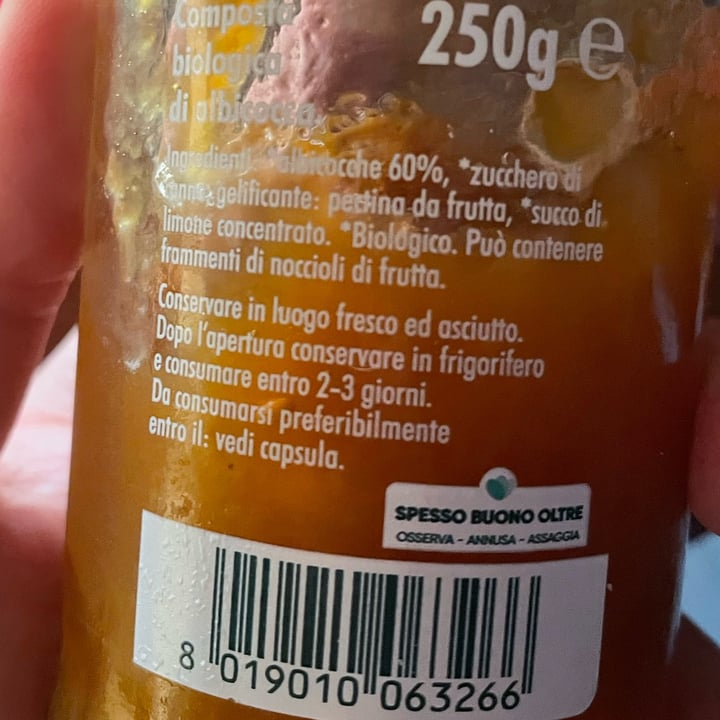 Composta
250g e
biologica
di albicocca.
Ingredienti: *albicocche 60%, *zucchero di
canna, gelificante: pectina da frutta, *succo di
limone concentrato. *Biologico. Può contenere
frammenti di noccioli di frutta.
Conservare in luogo fresco ed asciutto.
Dopo l'apertura conservare in frigorifero
e consumare entro 2-3 giorni.
Da consumarsi preferibilmente
entro il: vedi capsula.
SPESSO BUONO OLTRE
OSSERVA - ANNUSA - ASSAGGIA
8 019010 063266